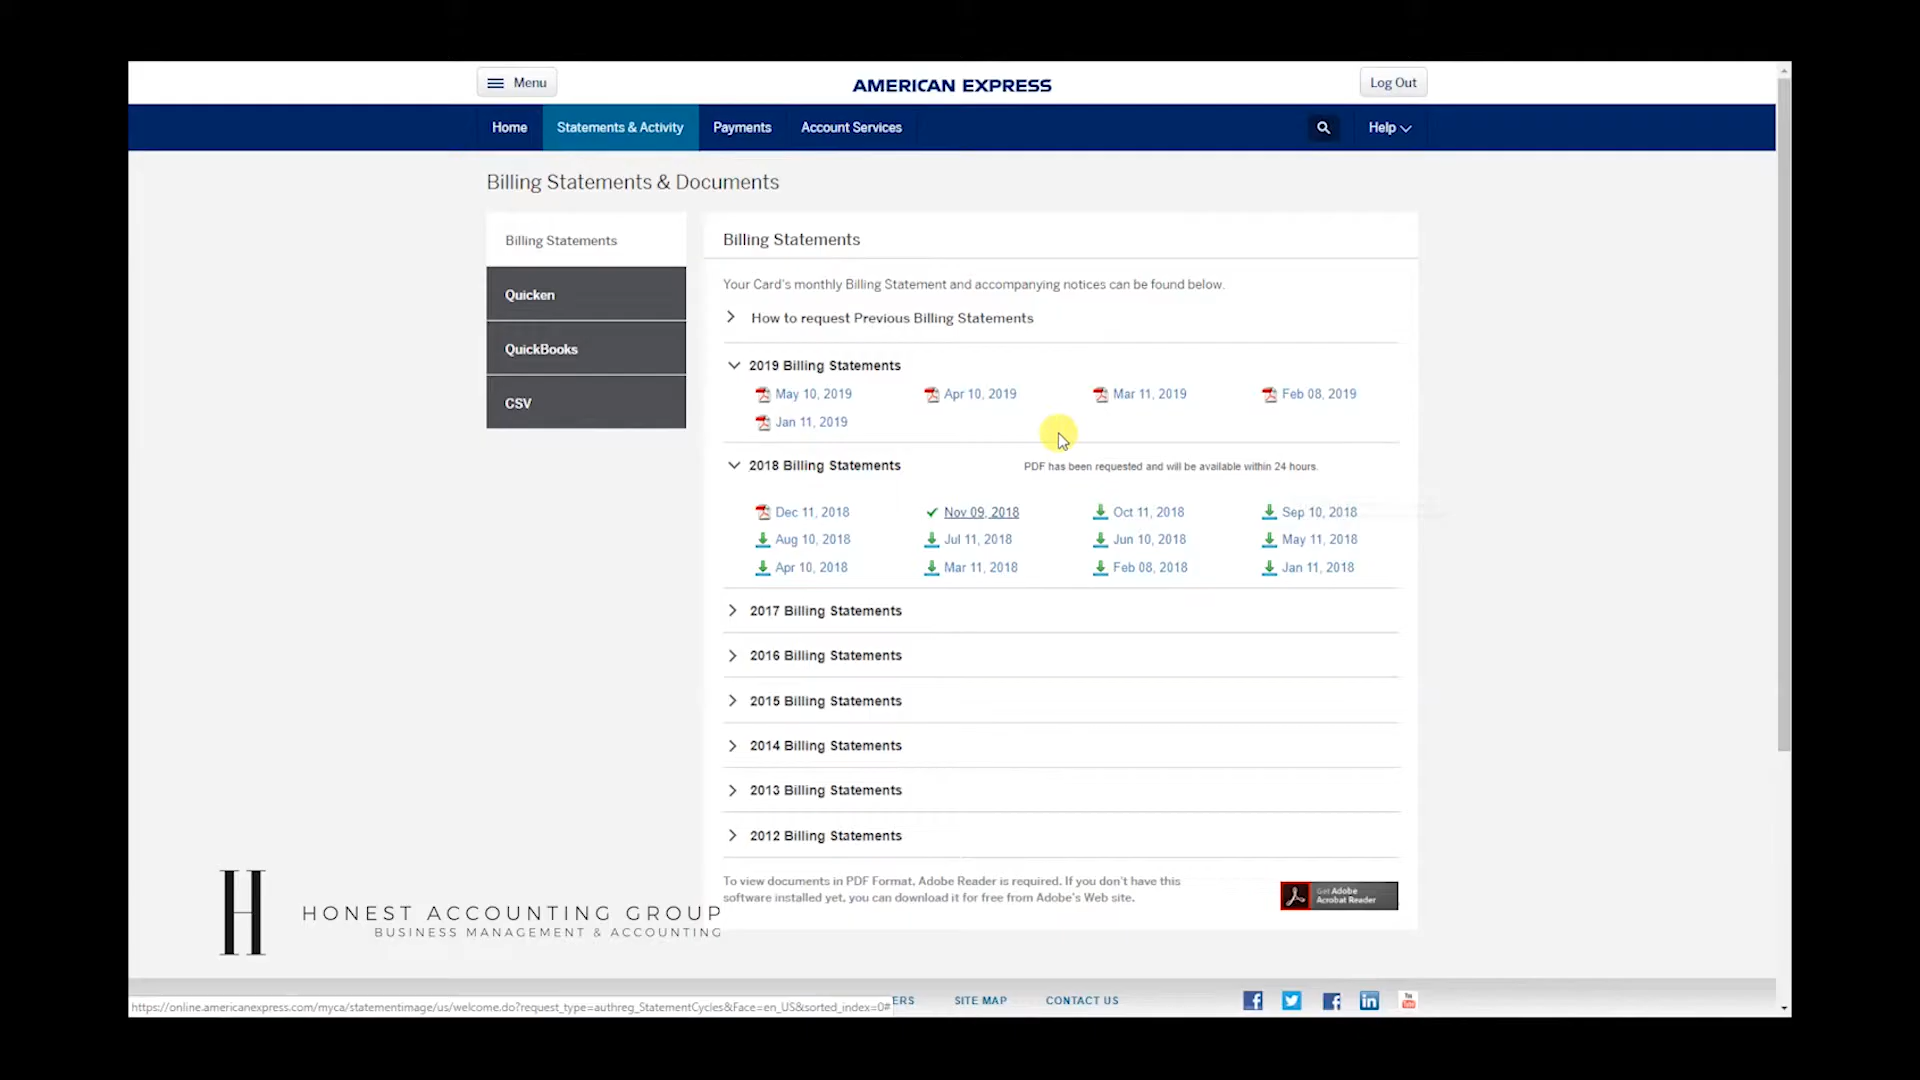 Menu
AMERICAN EXPRESS
Log Out
Home
Statements & Activity
Payments
Account Services
Help
Billing Statements & Documents
Billing Statements
Quicken
QuickBooks
CSV
Billing Statements
Your Card's monthly Billing Statement and accompanying notices can be found below.
How to request Previous Billing Statements
2019 Billing Statements
May 10, 2019
Apr 10, 2019
Mar 11, 2019
Feb 08, 2019
Jan 11, 2019
2018 Billing Statements
PDF has been requested and will be available within 24 hours.
Dec 11, 2018
Nov 09, 2018
Oct 11, 2018
Sep 10, 2018
Aug 10, 2018
Jul 11, 2018
Jun 10, 2018
May 11, 2018
Apr 10, 2018
Mar 11, 2018
Feb 08, 2018
Jan 11, 2018
2017 Billing Statements
2016 Billing Statements
2015 Billing Statements
2014 Billing Statements
2013 Billing Statements
2012 Billing Statements
To view documents in PDF Format, Adobe Reader is required. If you don't have this
software installed yet, you can download it for free from Adobe's Web site.
Get Adobe
Acrobat Reader
H
HONEST ACCOUNTING GROUP
BUSINESS MANAGEMENT & ACCOUNTING
https://online.americanexpress.com/myca/statementimage/us/welcome.do?request_type=authreg_StatementCycles&Face=en_US&sorted_index=0#
ERS
SITE MAP
CONTACT US